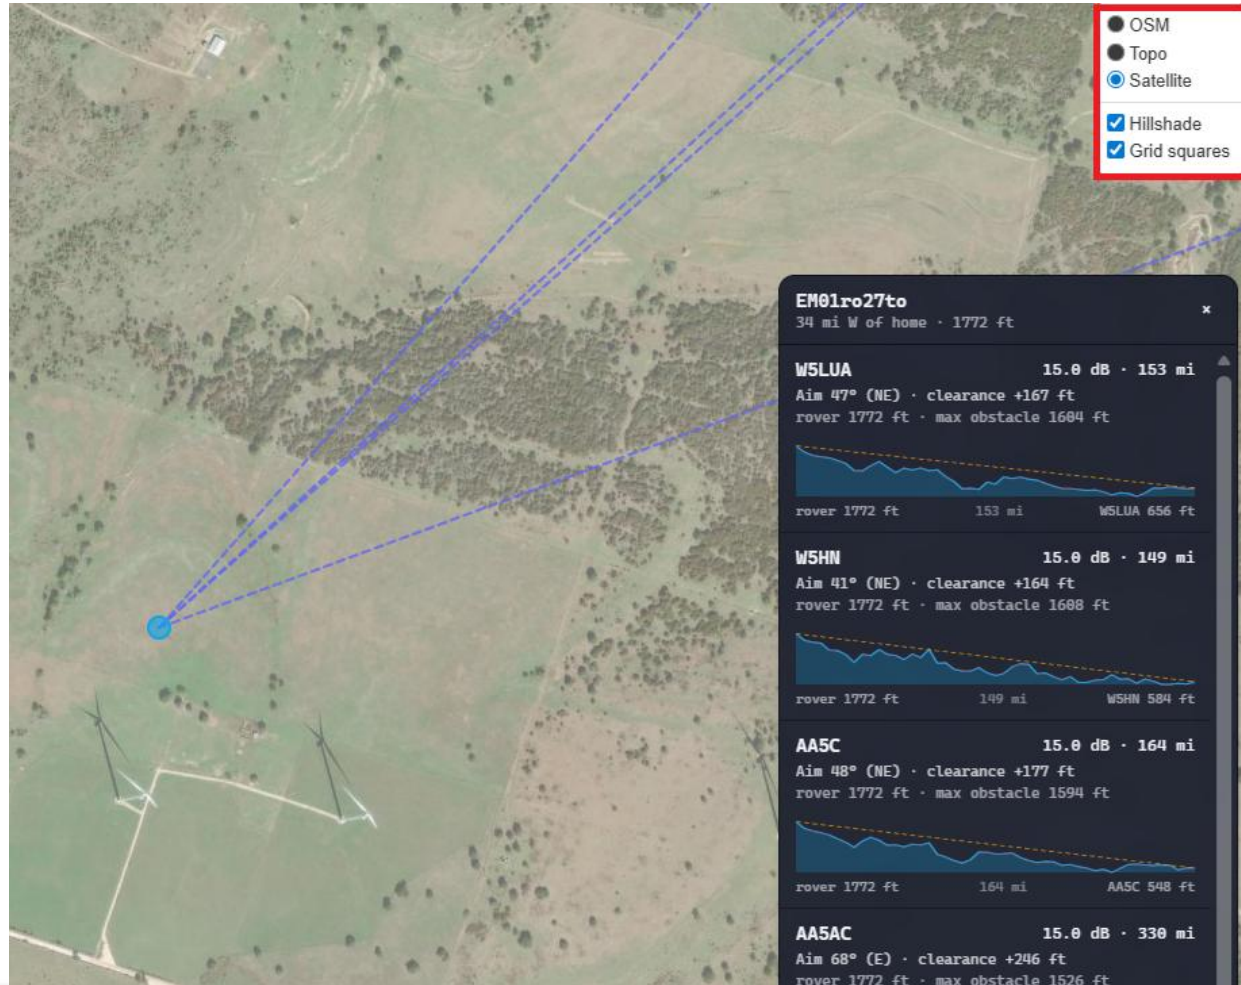 OSM
Topo
Satellite
Hillshade
Grid squares
EM01ro27to
×
34 mi W of home · 1772 ft
W5LUA 15.0 dB · 153 mi
Aim 47° (NE) · clearance +167 ft
rover 1772 ft · max obstacle 1604 ft
rover 1772 ft 153 mi W5LUA 656 ft
W5HN 15.0 dB · 149 mi
Aim 41° (NE) · clearance +164 ft
rover 1772 ft · max obstacle 1608 ft
rover 1772 ft 149 mi W5HN 584 ft
AA5C 15.0 dB · 164 mi
Aim 48° (NE) · clearance +177 ft
rover 1772 ft · max obstacle 1594 ft
rover 1772 ft 164 mi AA5C 548 ft
AA5AC 15.0 dB · 330 mi
Aim 68° (E) · clearance +246 ft
rover 1772 ft · max obstacle 1526 ft